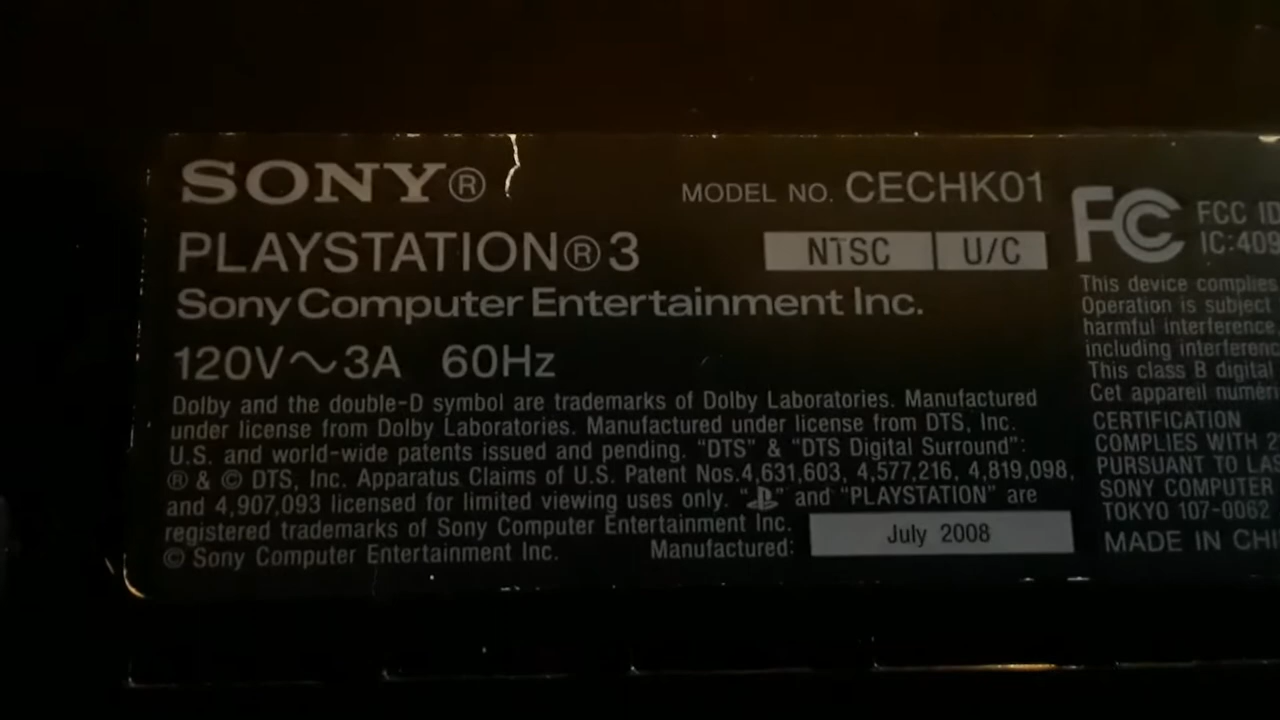 SONY®
MODEL NO. CECHK01
PLAYSTATION®3
NTSC U/C
Sony Computer Entertainment Inc.
120V～3A 60Hz
Dolby and the double-D symbol are trademarks of Dolby Laboratories. Manufactured
under license from Dolby Laboratories. Manufactured under license from DTS, Inc.
U.S. and world-wide patents issued and pending. "DTS" & "DTS Digital Surround":
® & © DTS, Inc. Apparatus Claims of U.S. Patent Nos.4,631,603, 4,577,216, 4,819,098,
and 4,907,093 licensed for limited viewing uses only. " " and "PLAYSTATION" are
registered trademarks of Sony Computer Entertainment Inc.
© Sony Computer Entertainment Inc. Manufactured: July 2008
FC FCC ID
IC:409
This device complies
Operation is subject
harmful interference
including interferenc
This class B digital
Cet appareil numér
CERTIFICATION
COMPLIES WITH 2
PURSUANT TO LAS
SONY COMPUTER
TOKYO 107-0062
MADE IN CHI